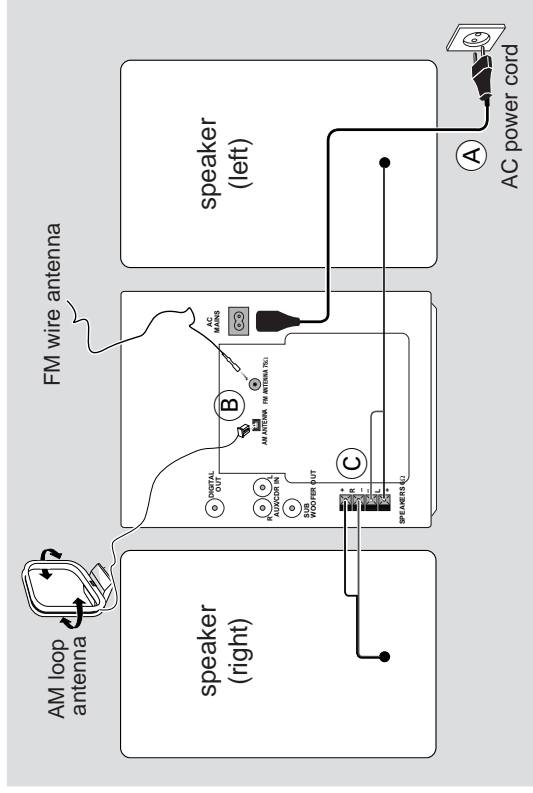 AM loop
antenna
FM wire antenna
speaker
(right)
speaker
(left)
DIGITAL
OUT
R
L
AUX/CDR IN
SUB
WOOFER OUT
AM ANTENNA
FM ANTENNA 75Ω
AC
MAINS
B
C
+
R
–
–
L
+
SPEAKERS 6Ω
A
AC power cord